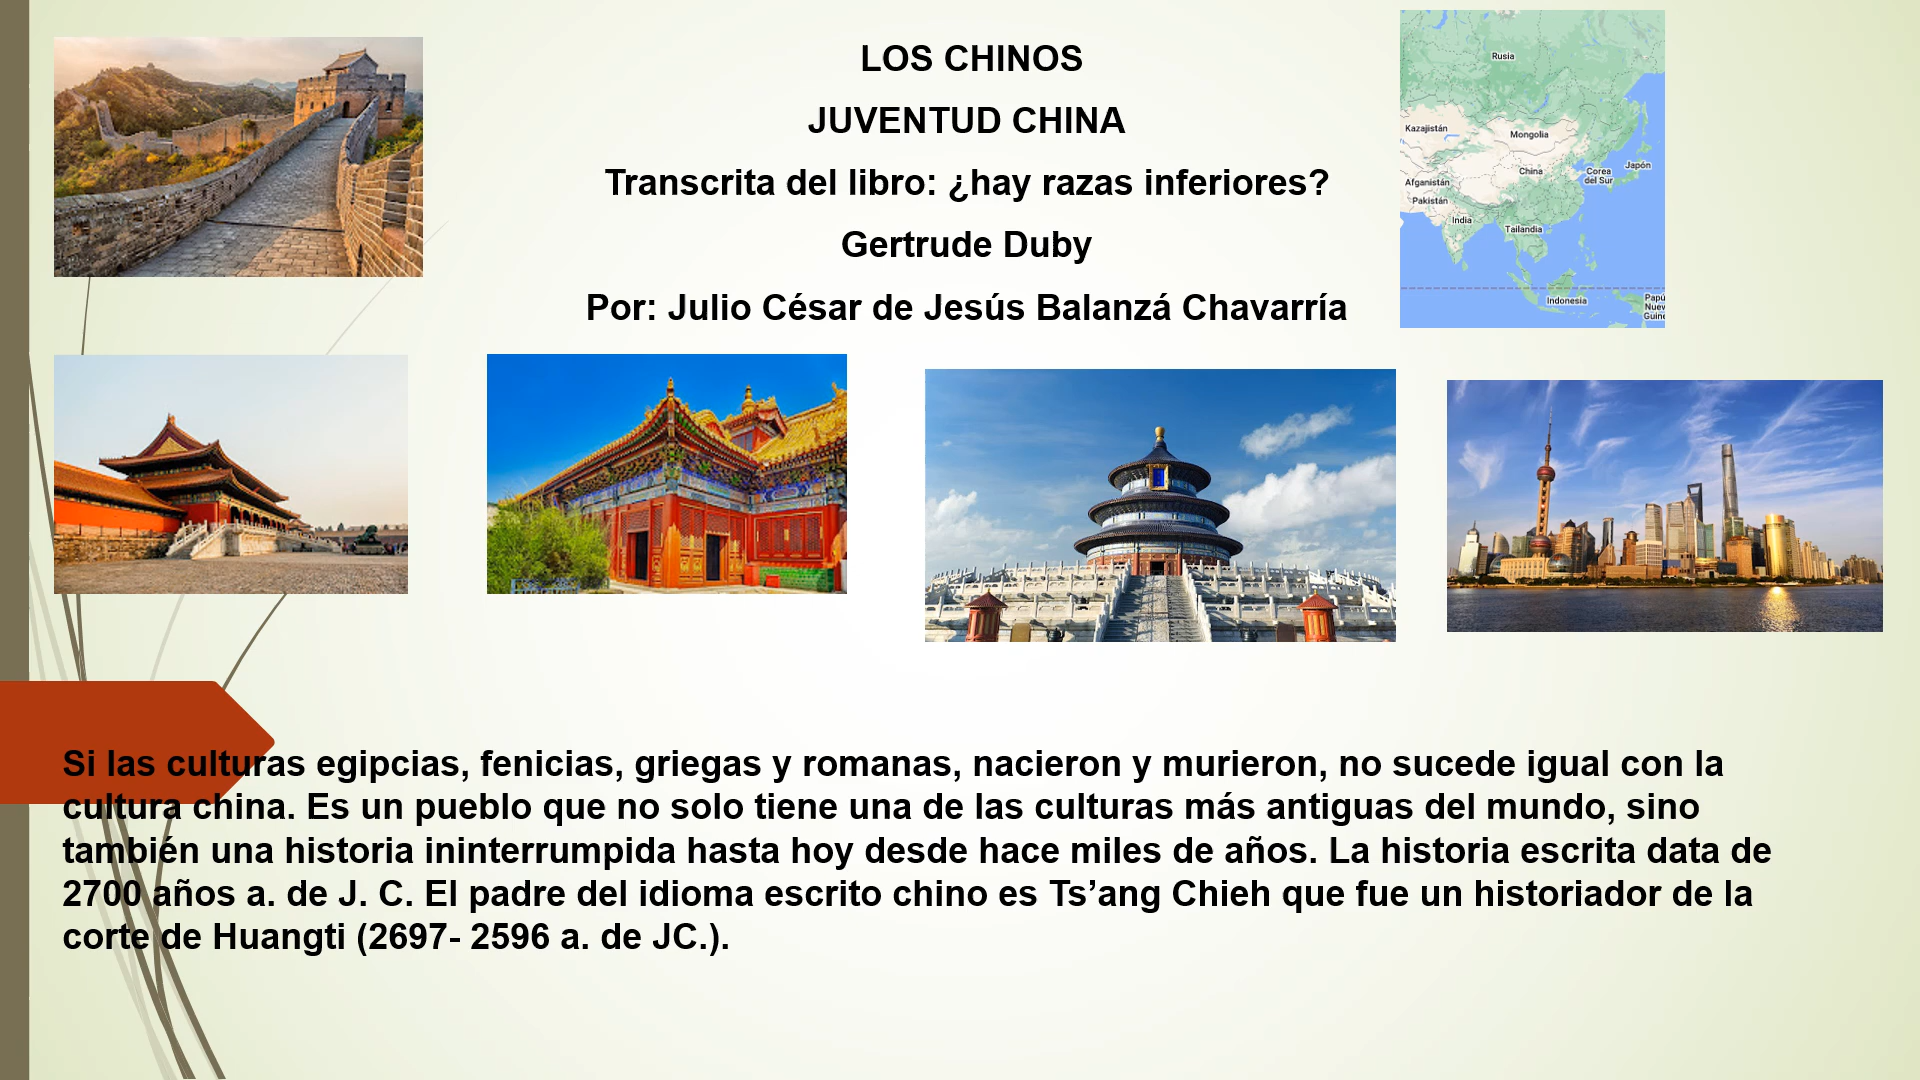 LOS CHINOS
JUVENTUD CHINA
Transcrita del libro: ¿hay razas inferiores?
Gertrude Duby
Por: Julio César de Jesús Balanzá Chavarría
Rusia
Kazajistán
Mongolia
Japón
China
Corea
del Sur
Afganistán
Pakistán
India
Tailandia
Indonesia
Papú
Nuev
Guine
Si las culturas egipcias, fenicias, griegas y romanas, nacieron y murieron, no sucede igual con la
cultura china. Es un pueblo que no solo tiene una de las culturas más antiguas del mundo, sino
también una historia ininterrumpida hasta hoy desde hace miles de años. La historia escrita data de
2700 años a. de J. C. El padre del idioma escrito chino es Ts’ang Chieh que fue un historiador de la
corte de Huangti (2697- 2596 a. de JC.).